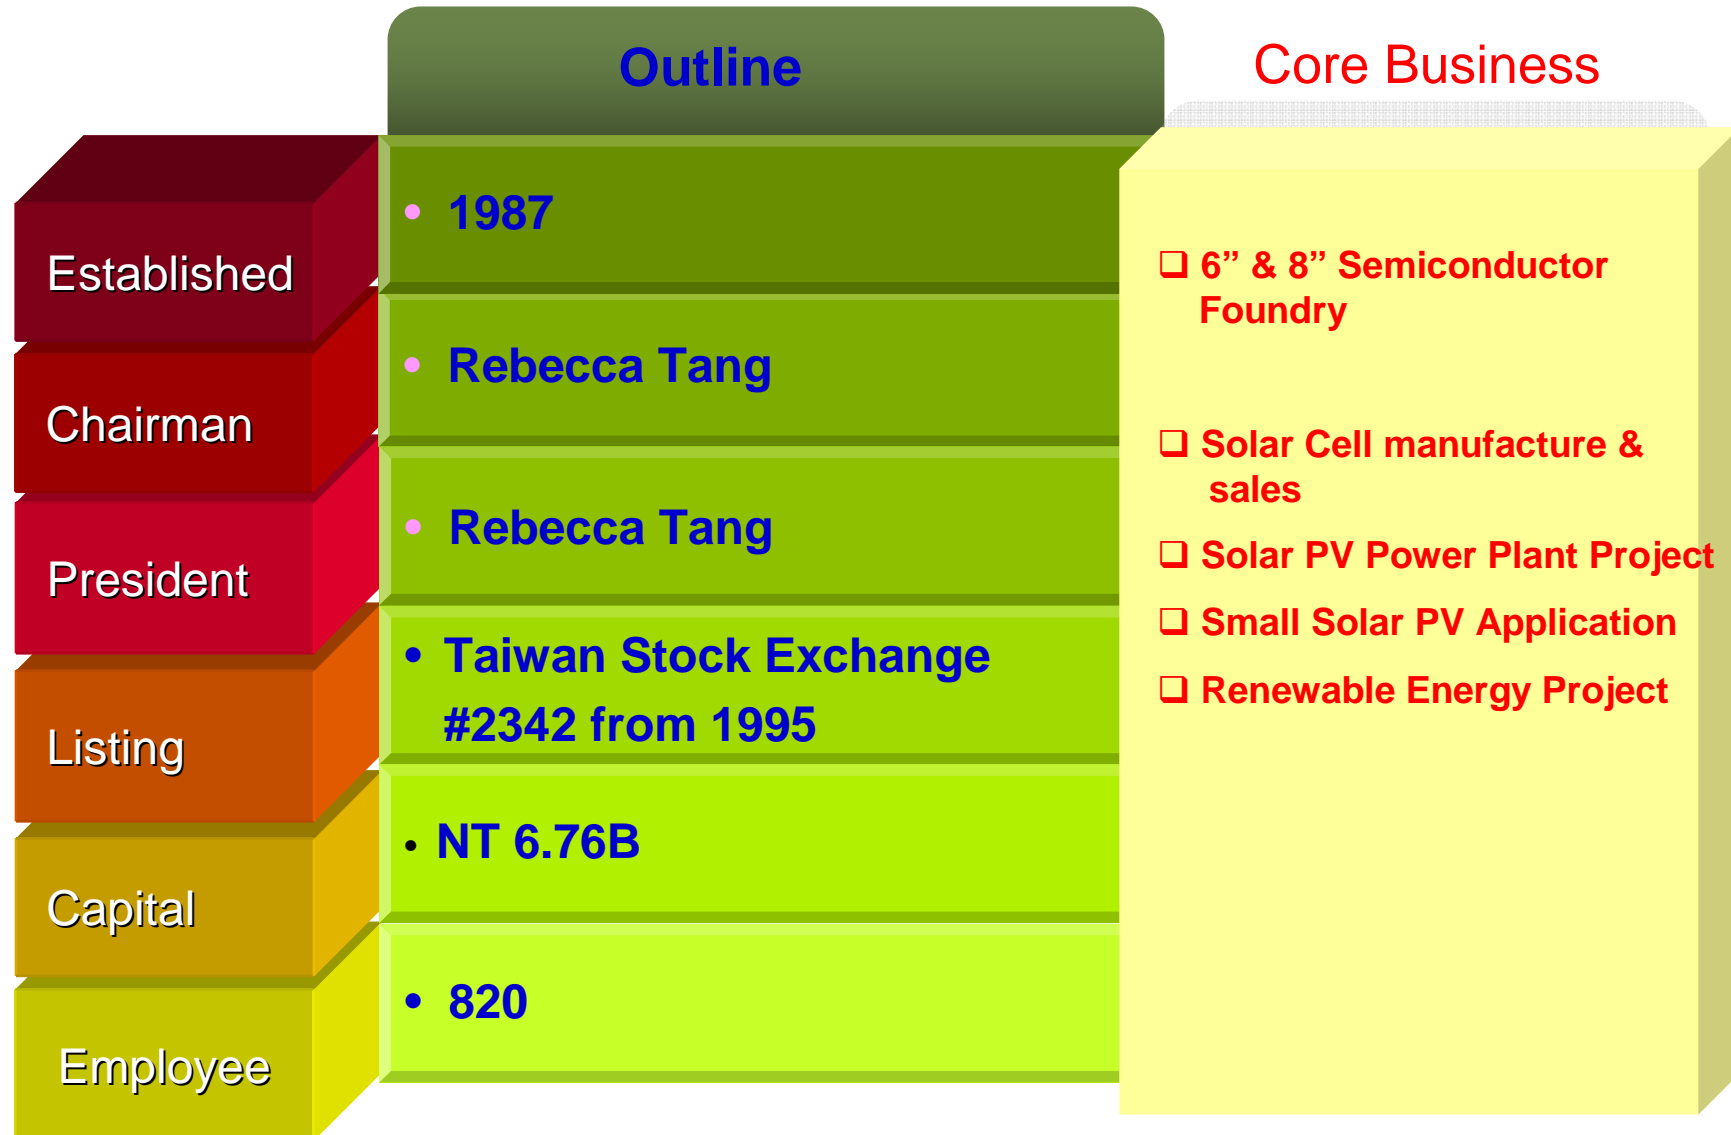 Outline
Core Business
Established
• 1987
Chairman
• Rebecca Tang
President
• Rebecca Tang
Listing
• Taiwan Stock Exchange
#2342 from 1995
Capital
• NT 6.76B
Employee
• 820
❑ 6” & 8” Semiconductor
Foundry
❑ Solar Cell manufacture &
sales
❑ Solar PV Power Plant Project
❑ Small Solar PV Application
❑ Renewable Energy Project